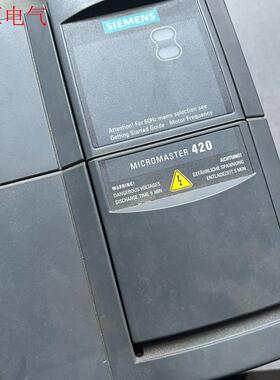 电气
SIEMENS
Attention! For 60Hz mains selection see
Getting Started Guide - Motor Frequency
MICROMASTER 420
WARNING!
DANGEROUS VOLTAGES
DISCHARGE TIME 5 MIN
ACHTUNG!
GEFÄHRLICHE SPANNUNG
ENTLADEZEIT 5 MIN